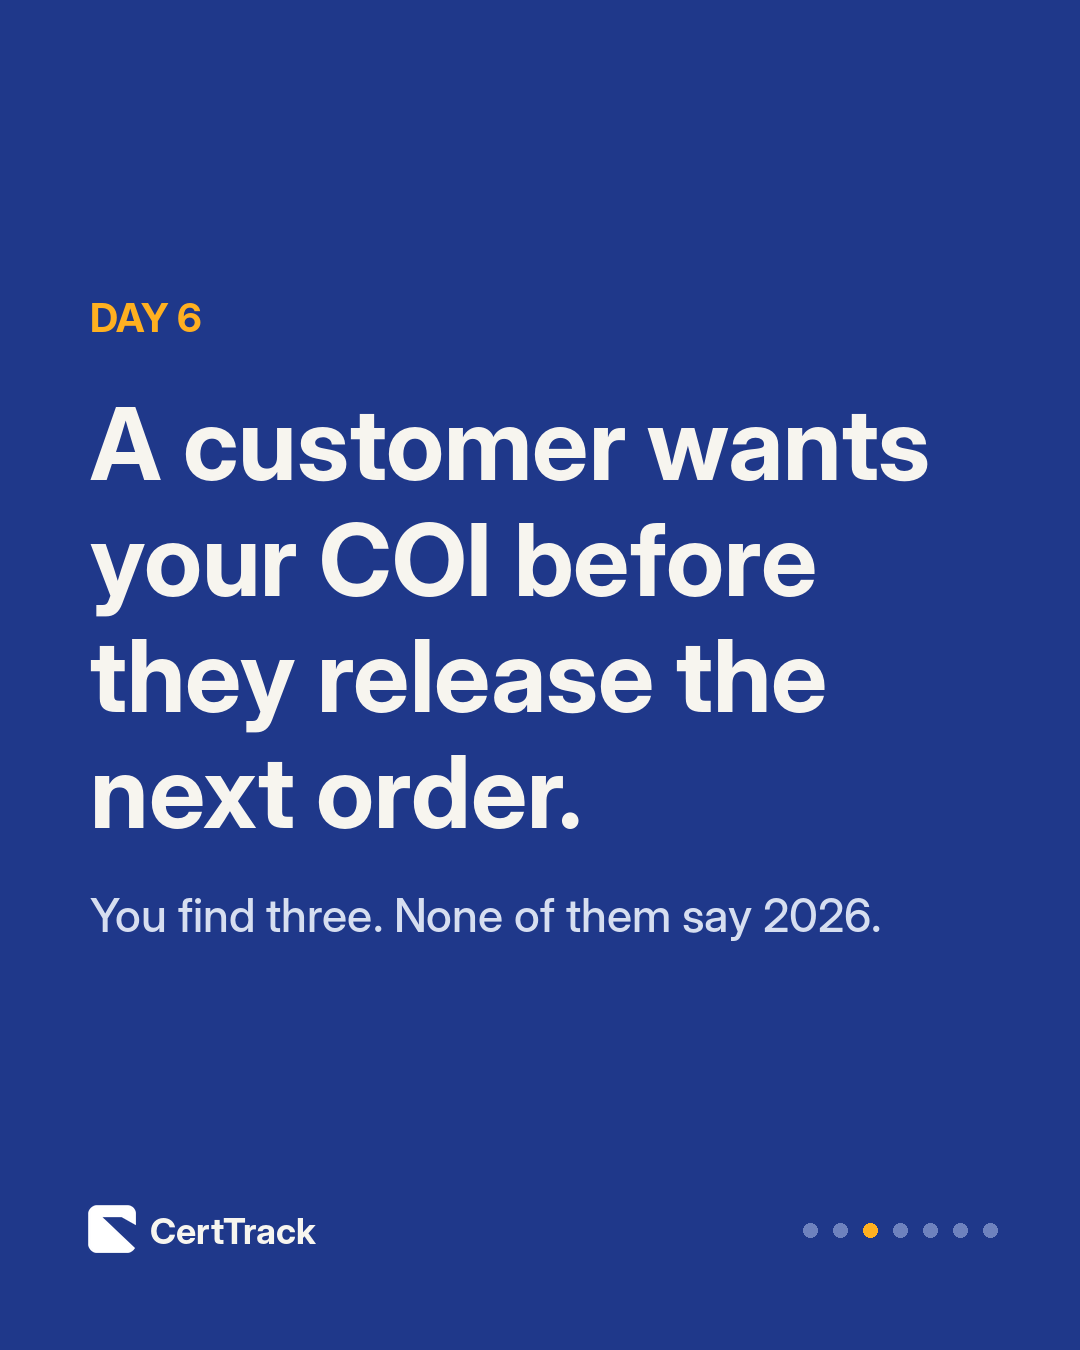 DAY 6
A customer wants
your COI before
they release the
next order.
You find three. None of them say 2026.
CertTrack